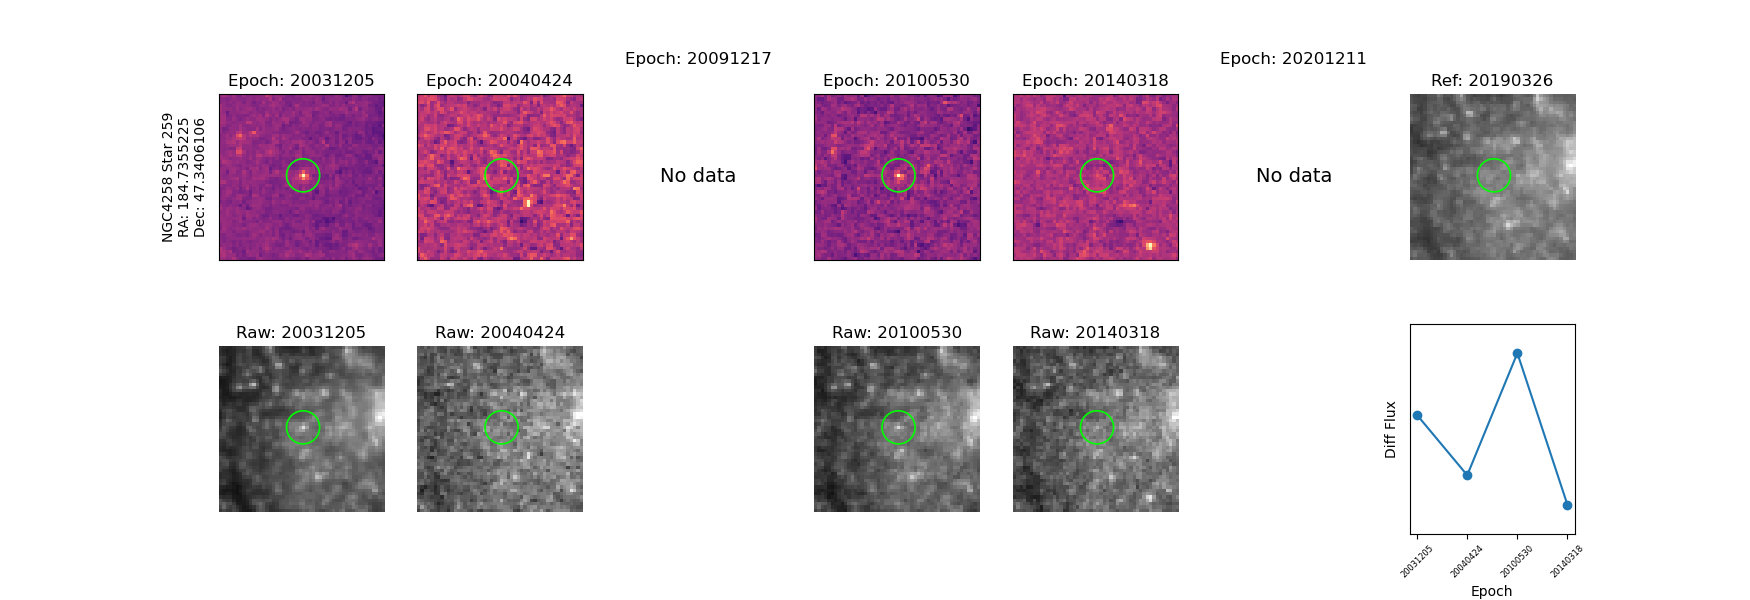 Epoch: 20031205
Epoch: 20040424
Epoch: 20091217
Epoch: 20100530
Epoch: 20140318
Epoch: 20201211
Ref: 20190326
NGC4258 Star 259
RA: 184.7355225
Dec: 47.3406106
No data
No data
Raw: 20031205
Raw: 20040424
Raw: 20100530
Raw: 20140318
Diff Flux
20031205
20040424
20100530
20140318
Epoch